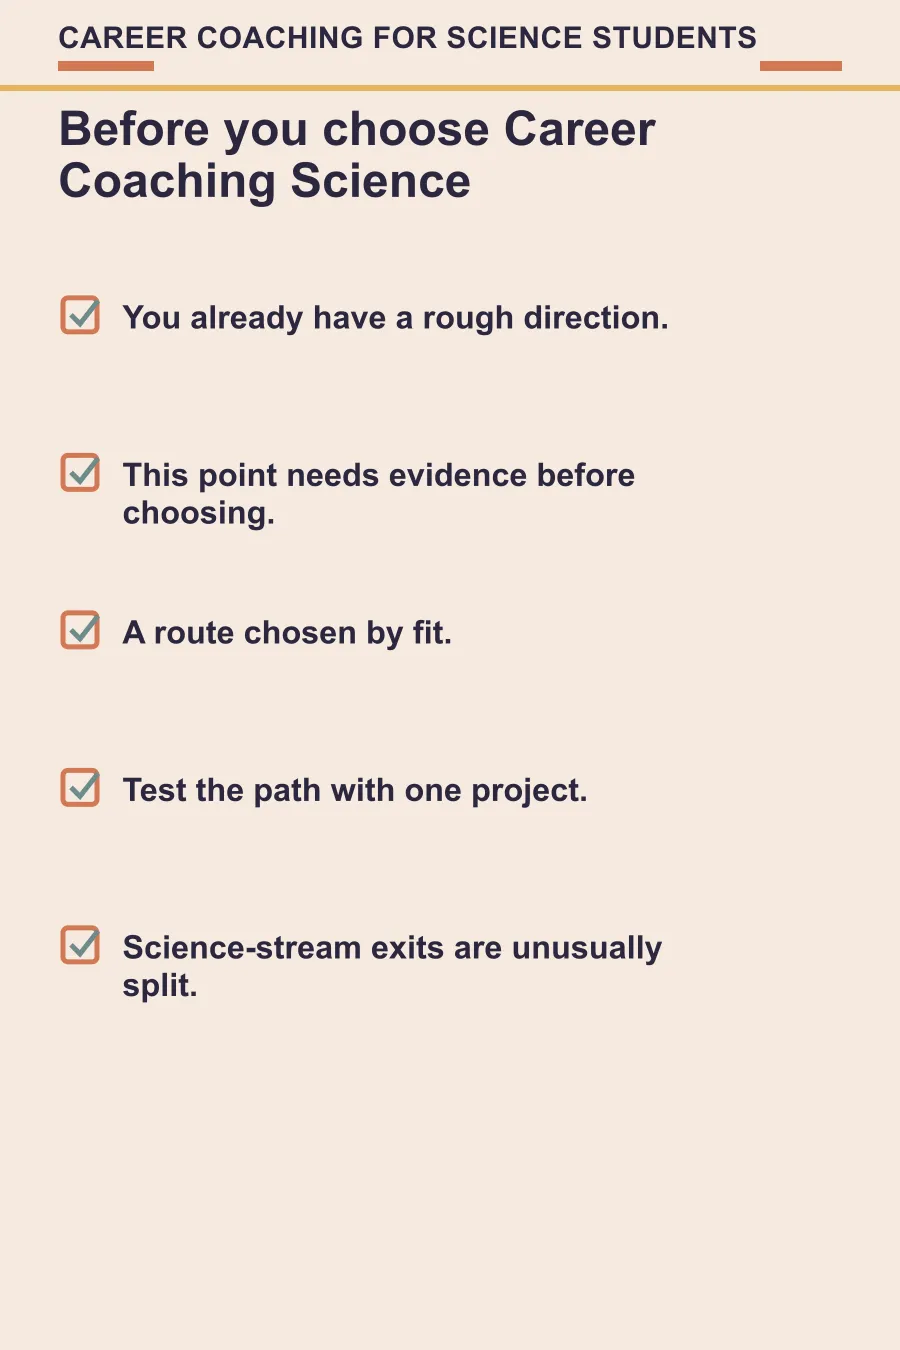 CAREER COACHING FOR SCIENCE STUDENTS
Before you choose Career
Coaching Science
You already have a rough direction.
This point needs evidence before
choosing.
A route chosen by fit.
Test the path with one project.
Science-stream exits are unusually
split.